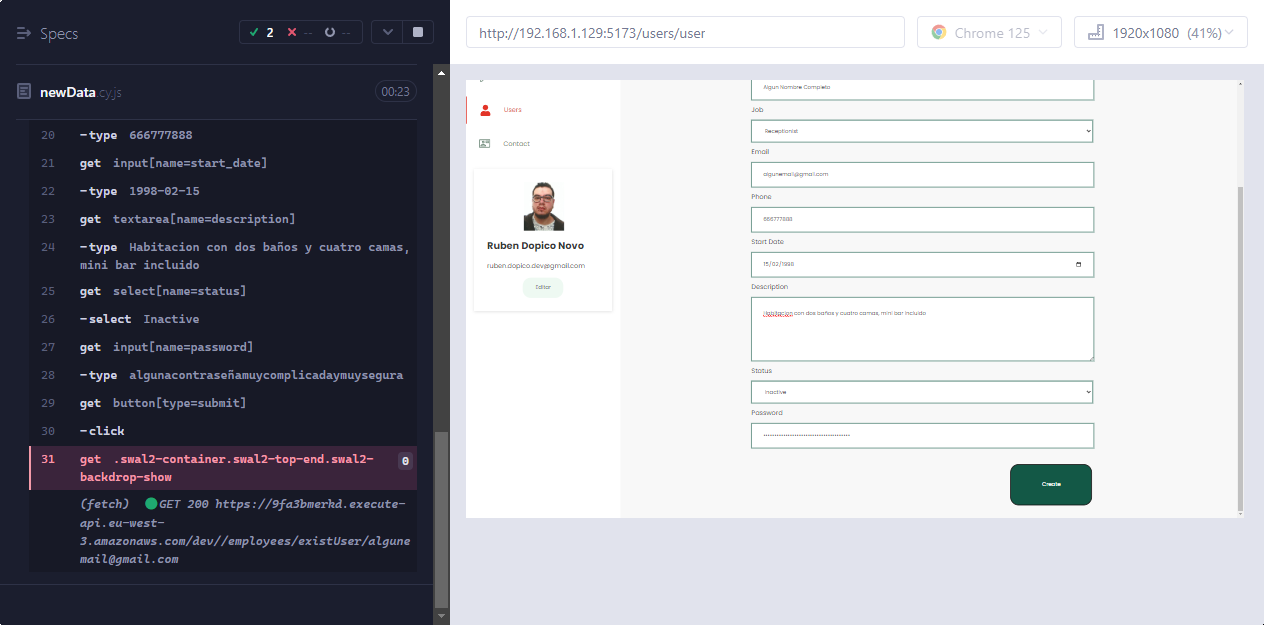 Specs
2
--
--
newData cy.js
00:23
20 -type 666777888
21 get input[name=start_date]
22 -type 1998-02-15
23 get textarea[name=description]
24 -type Habitacion con dos baños y cuatro camas,
mini bar incluido
25 get select[name=status]
26 -select Inactive
27 get input[name=password]
28 -type algunacontraseñamuycomplicadaymuysegura
29 get button[type=submit]
30 -click
31 get .swal2-container.swal2-top-end.swal2-
backdrop-show
0
(fetch) GET 200 https://9fa3bmerkd.execute-
api.eu-west-
3.amazonaws.com/dev//employees/existUser/algune
mail@gmail.com
http://192.168.1.129:5173/users/user
Chrome 125
1920x1080 (41%)
Users
Contact
Ruben Dopico Novo
ruben.dopico.dev@gmail.com
Editor
Algun Nombre Completo
Job
Receptionist
Email
algunemail@gmail.com
Phone
666777888
Start Date
15/02/1998
Description
Habitacion con dos baños y cuatro camas, mini bar incluido
Status
Inactive
Password
Create